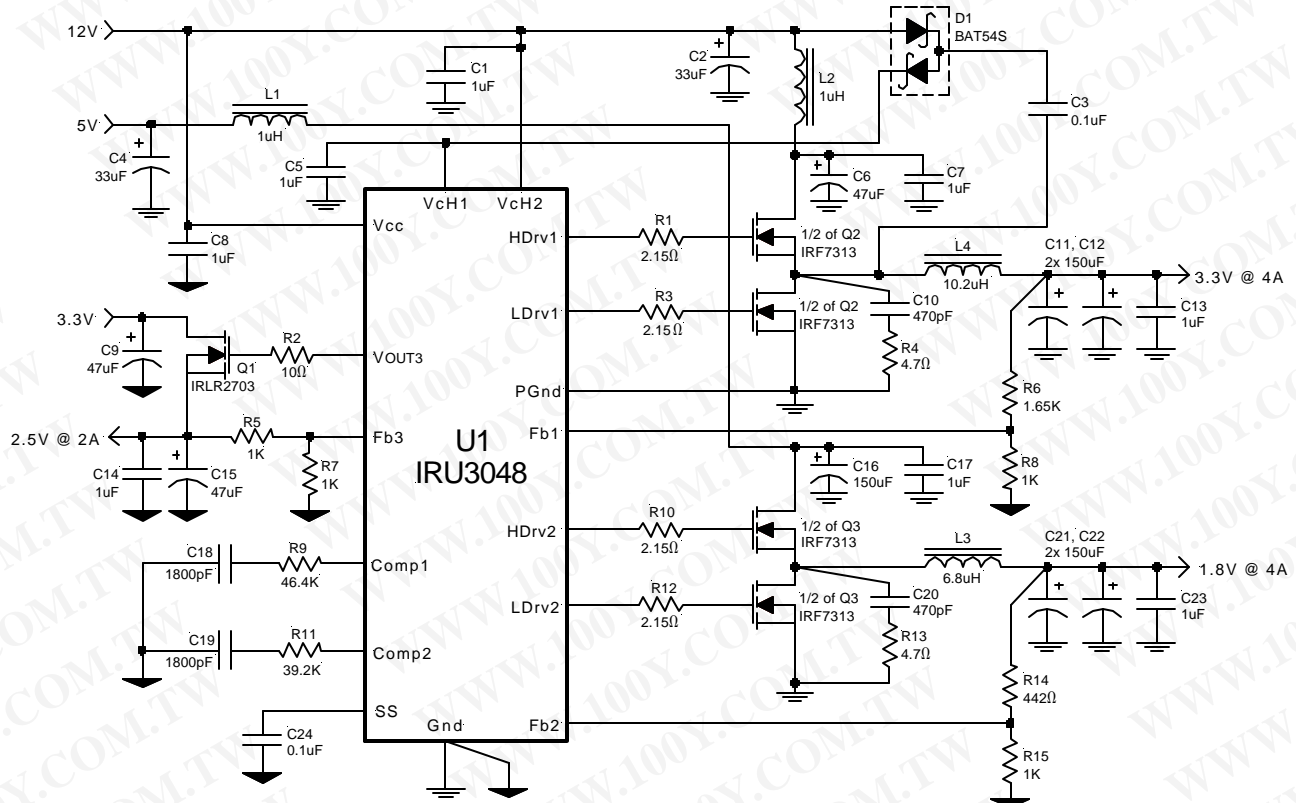 12V
C1
1uF
C2
33uF
L2
1uH
D1
BAT54S
C3
0.1uF
L1
1uH
5V
C4
33uF
C5
1uF
C6
47uF
C7
1uF
VcH1 VcH2
Vcc
C8
1uF
HDrv1
R1
2.15Ω
1/2 of Q2
IRF7313
L4
10.2uH
C11, C12
2x 150uF
3.3V @ 4A
C13
1uF
LDrv1
R3
2.15Ω
1/2 of Q2
IRF7313
C10
470pF
R4
4.7Ω
3.3V
C9
47uF
Q1
IRLR2703
R2
10Ω
VOUT3
PGnd
R6
1.65K
2.5V @ 2A
R5
1K
Fb3
Fb1
U1
IRU3048
C14
1uF
C15
47uF
R7
1K
C16
150uF
C17
1uF
R8
1K
HDrv2
R10
2.15Ω
1/2 of Q3
IRF7313
L3
6.8uH
C21, C22
2x 150uF
1.8V @ 4A
C23
1uF
C18
1800pF
R9
46.4K
Comp1
LDrv2
R12
2.15Ω
1/2 of Q3
IRF7313
C20
470pF
R13
4.7Ω
C19
1800pF
R11
39.2K
Comp2
R14
442Ω
SS
Gnd
Fb2
C24
0.1uF
R15
1K
WWW.100Y.COM.TW